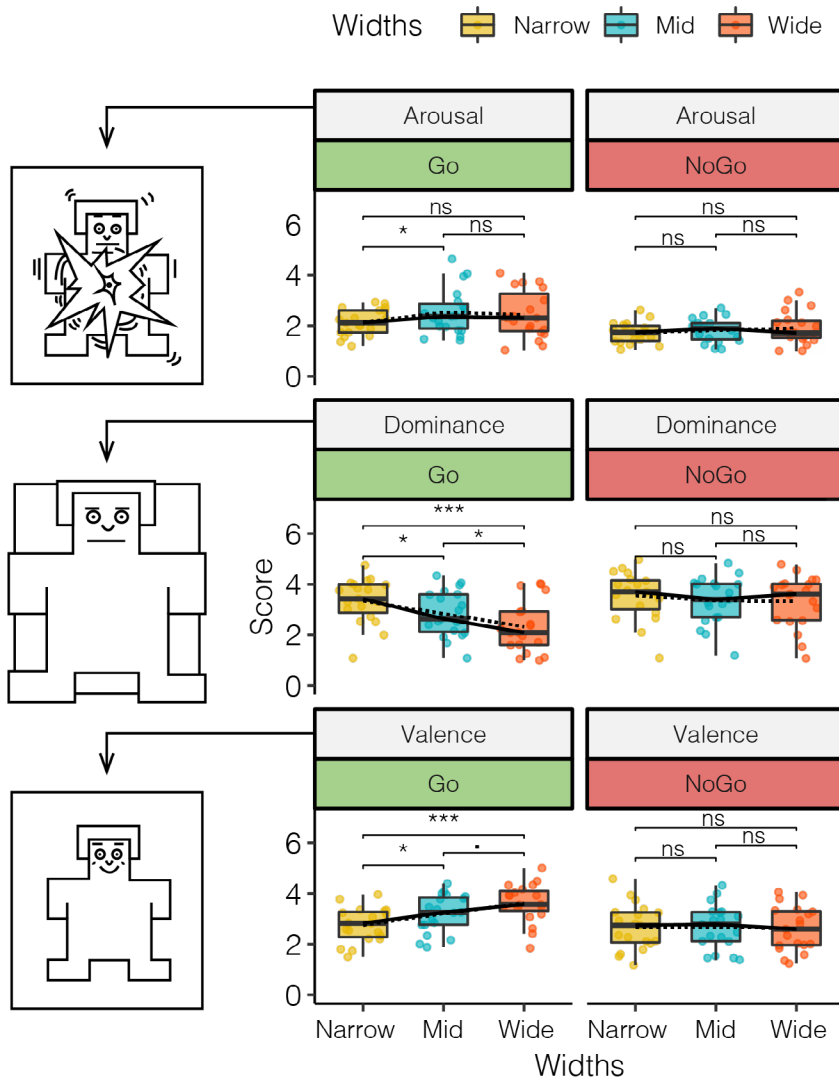 Widths Narrow Mid Wide
Arousal Arousal
Go NoGo
6 ns ns
* ns ns ns
4
2
0
Dominance Dominance
Go NoGo
6 *** ns
* * ns ns
4
Score
2
0
Valence Valence
Go NoGo
6 *** ns
* . ns ns
4
2
0
Narrow Mid Wide Narrow Mid Wide
Widths